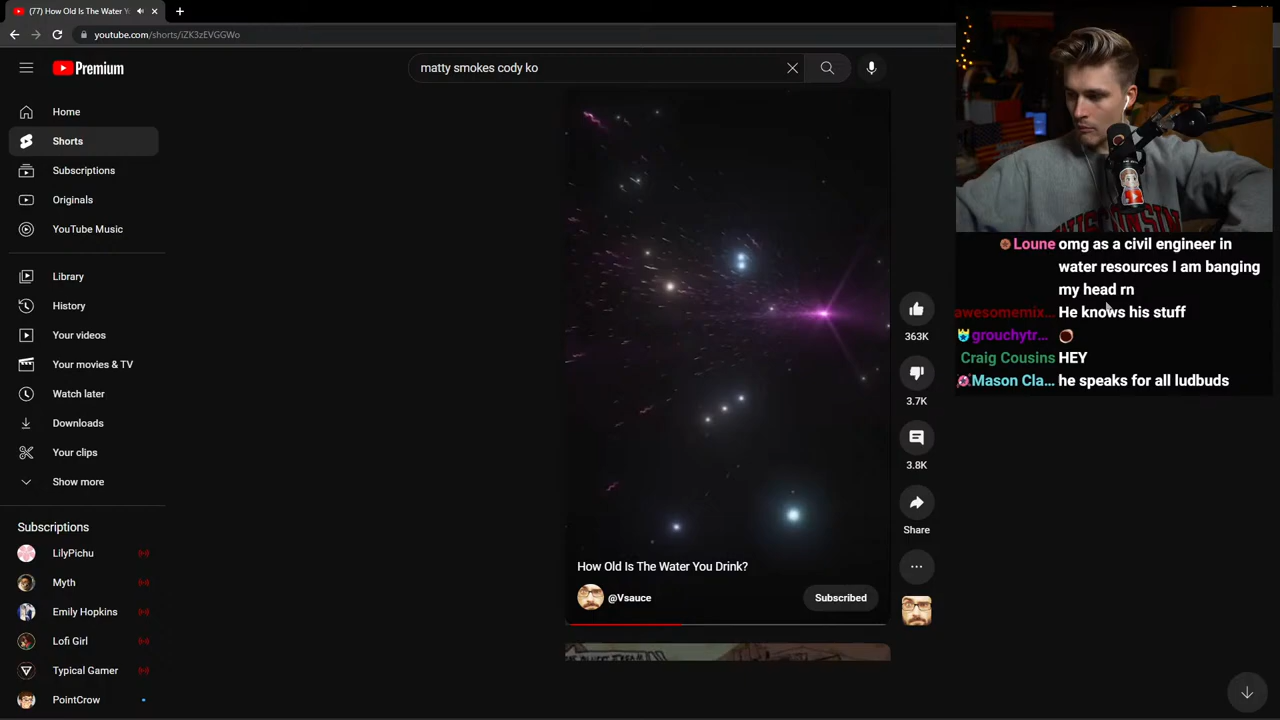 (77) How Old Is The Water Y
youtube.com/shorts/iZK3zEVGGWo
Premium
matty smokes cody ko
Home
Shorts
Subscriptions
Originals
YouTube Music
Library
History
Your videos
Your movies & TV
Watch later
Downloads
Your clips
Show more
Subscriptions
LilyPichu
Myth
Emily Hopkins
Lofi Girl
Typical Gamer
PointCrow
How Old Is The Water You Drink?
@Vsauce
Subscribed
363K
3.7K
3.8K
Share
Loune omg as a civil engineer in
water resources I am banging
my head rn
awesomemix... He knows his stuff
grouchytr...
Craig Cousins HEY
Mason Cla... he speaks for all ludbuds